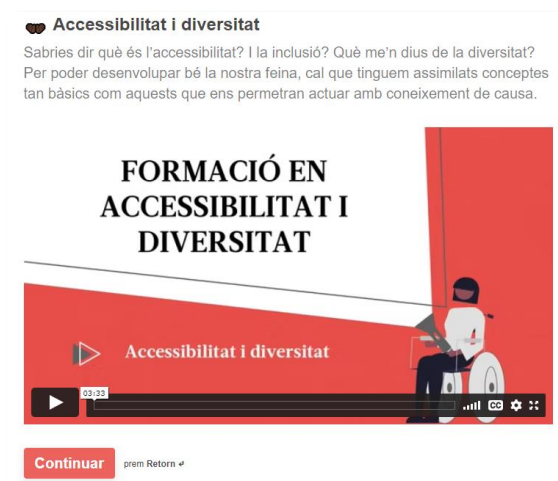 Accessibilitat i diversitat
Sabries dir què és l'accessibilitat? I la inclusió? Què me'n dius de la diversitat?
Per poder desenvolupar bé la nostra feina, cal que tinguem assimilats conceptes
tan bàsics com aquests que ens permetran actuar amb coneixement de causa.
FORMACIÓ EN
ACCESSIBILITAT I
DIVERSITAT
Accessibilitat i diversitat
03:33
CC
Continuar prem Retorn ↵